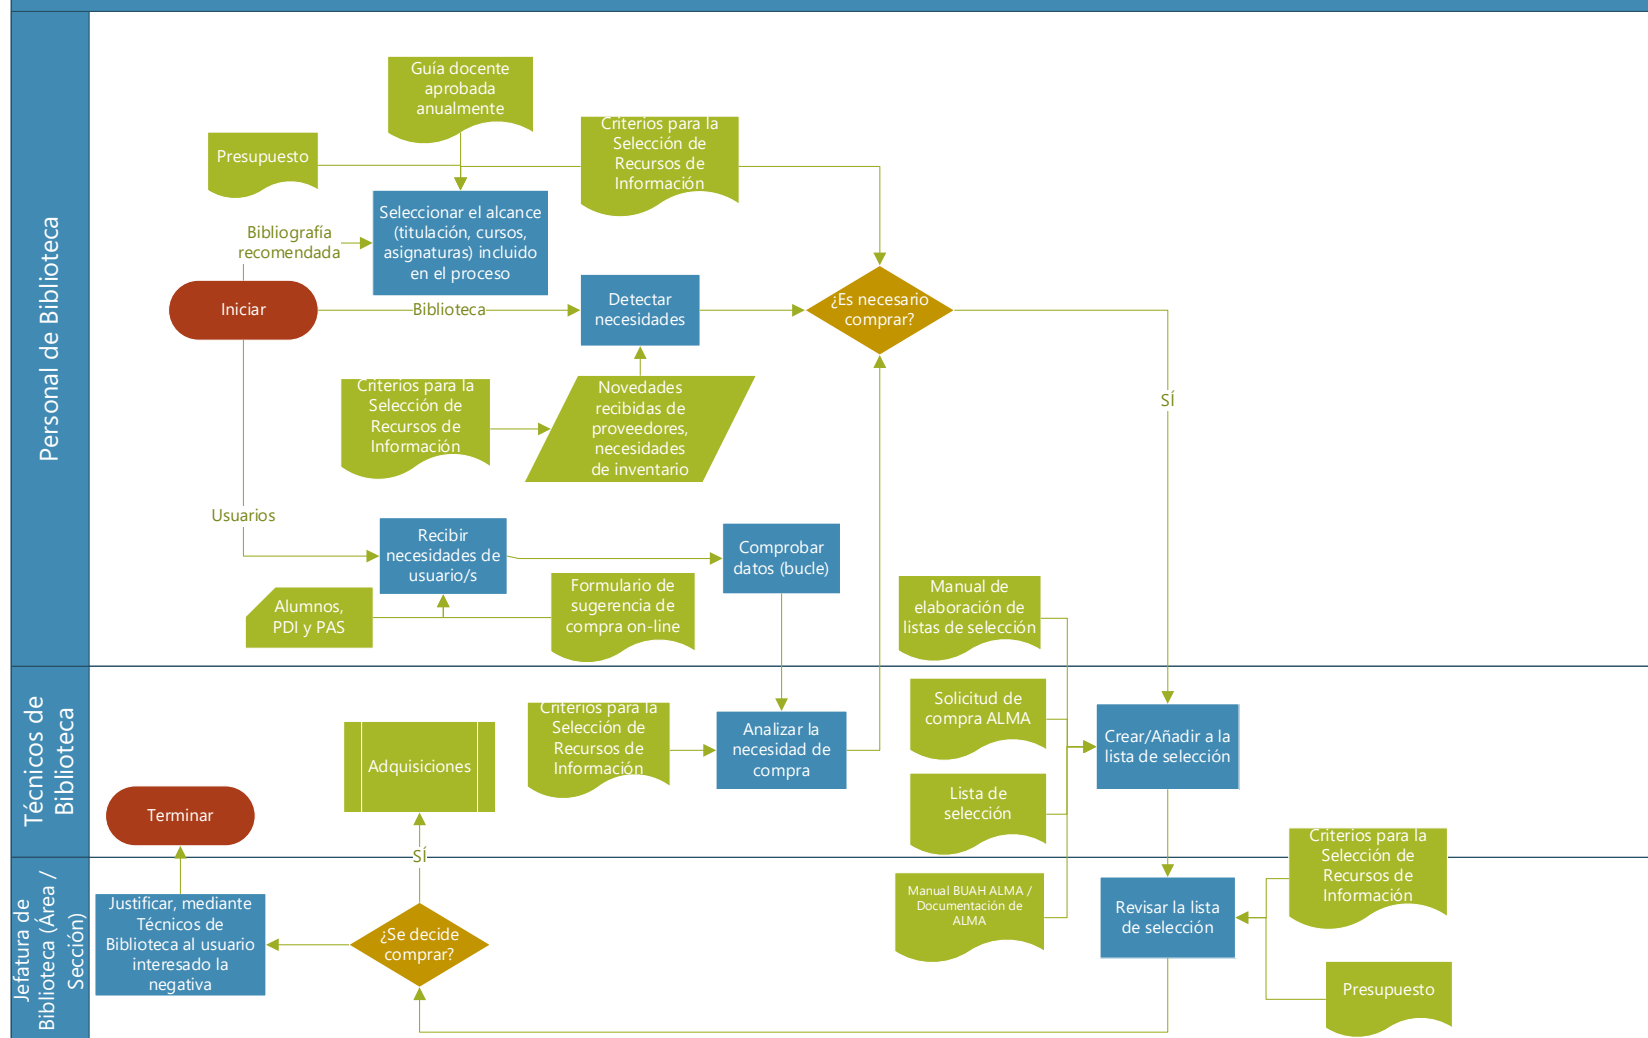 Personal de Biblioteca
Guía docente
aprobada
anualmente
Presupuesto
Criterios para la
Selección de
Recursos de
Información
Bibliografía
recomendada
Seleccionar el alcance
(titulación, cursos,
asignaturas) incluido
en el proceso
Iniciar
Biblioteca
Detectar
necesidades
¿Es necesario
comprar?
SÍ
Criterios para la
Selección de
Recursos de
Información
Novedades
recibidas de
proveedores,
necesidades
de inventario
Usuarios
Recibir
necesidades de
usuario/s
Comprobar
datos (bucle)
Alumnos,
PDI y PAS
Formulario de
sugerencia de
compra on-line
Manual de
elaboración de
listas de selección
Técnicos de
Biblioteca
Solicitud de
compra ALMA
Criterios para la
Selección de
Recursos de
Información
Analizar la
necesidad de
compra
Crear/Añadir a la
lista de selección
Adquisiciones
Lista de
selección
Terminar
SÍ
Jefatura de
Biblioteca (Área /
Sección)
Justificar, mediante
Técnicos de
Biblioteca al usuario
interesado la
negativa
¿Se decide
comprar?
Manual BUAH ALMA /
Documentación de
ALMA
Revisar la lista
de selección
Criterios para la
Selección de
Recursos de
Información
Presupuesto